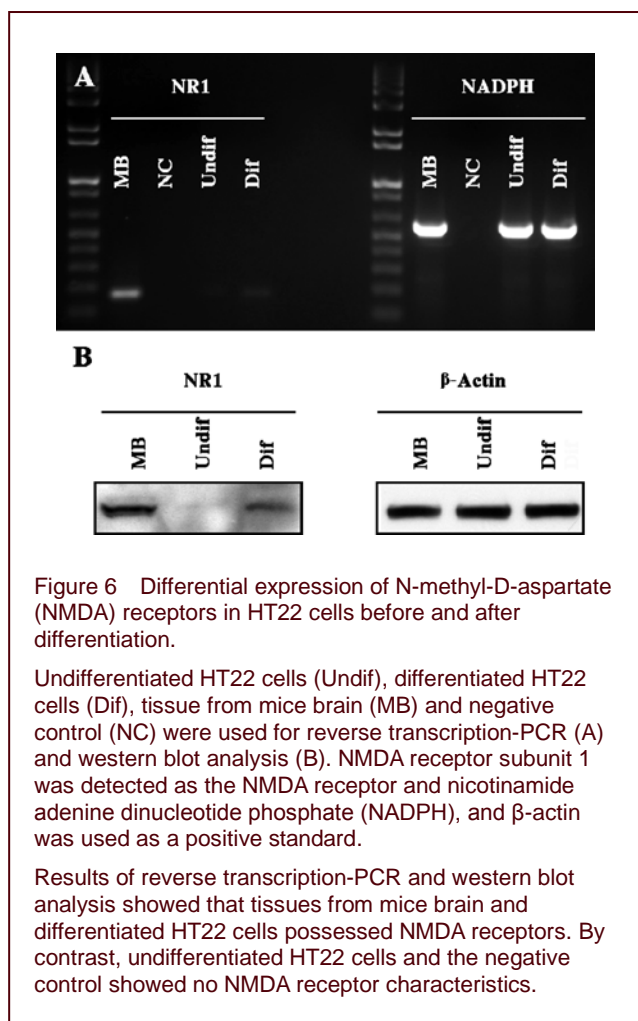 A
NR1 NADPH
MB NC Undif Dif MB NC Undif Dif
B
NR1 β-Actin
MB Undif Dif MB Undif Dif
Figure 6 Differential expression of N-methyl-D-aspartate
(NMDA) receptors in HT22 cells before and after
differentiation.
Undifferentiated HT22 cells (Undif), differentiated HT22
cells (Dif), tissue from mice brain (MB) and negative
control (NC) were used for reverse transcription-PCR (A)
and western blot analysis (B). NMDA receptor subunit 1
was detected as the NMDA receptor and nicotinamide
adenine dinucleotide phosphate (NADPH), and β-actin
was used as a positive standard.
Results of reverse transcription-PCR and western blot
analysis showed that tissues from mice brain and
differentiated HT22 cells possessed NMDA receptors. By
contrast, undifferentiated HT22 cells and the negative
control showed no NMDA receptor characteristics.